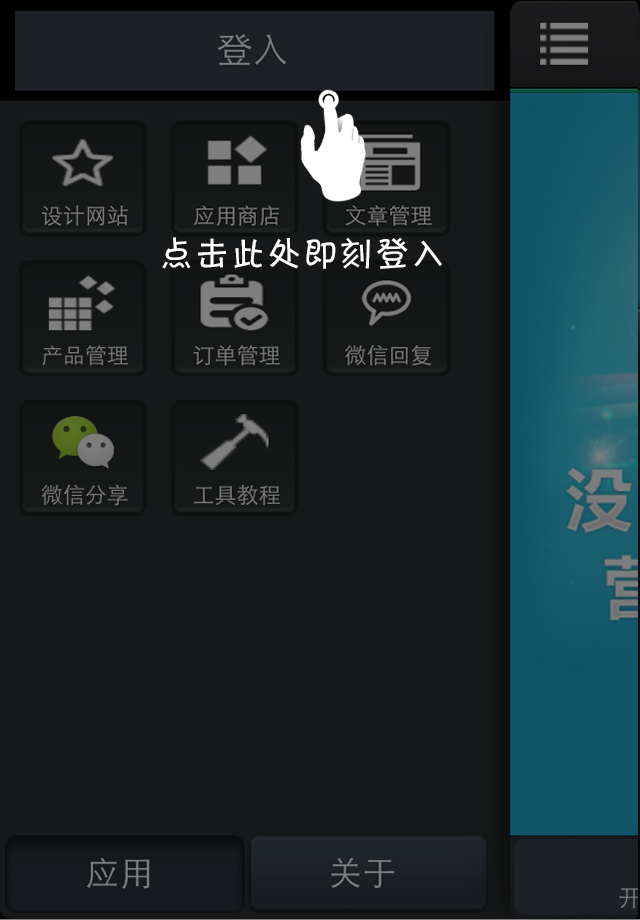 登入
设计网站
应用商店
文章管理
点击此处即刻登入
产品管理
订单管理
微信回复
微信分享
工具教程
没
营
应用
关于
开